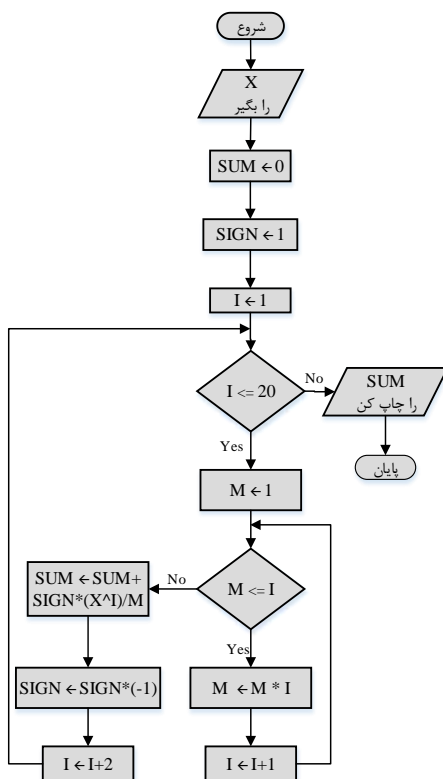 شروع
X
را بگیر
SUM ← 0
SIGN ← 1
I ← 1
I <= 20
No
SUM
را چاپ کن
پایان
Yes
M ← 1
M <= I
No
SUM ← SUM+
SIGN*(X^I)/M
Yes
SIGN ← SIGN*(-1)
M ← M * I
I ← I+2
I ← I+1